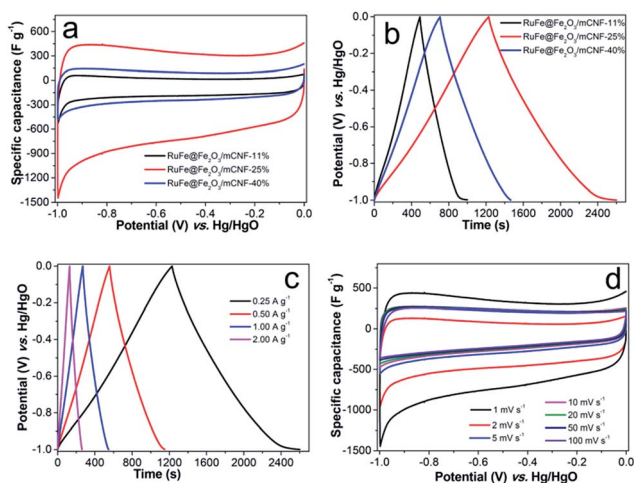 a
Specific capacitance (F g⁻¹)
600
300
0
-300
-600
-900
-1200
-1500
RuFe@Fe₂O₃/mCNF-11%
RuFe@Fe₂O₃/mCNF-25%
RuFe@Fe₂O₃/mCNF-40%
-1.0 -0.8 -0.6 -0.4 -0.2 0.0
Potential (V) vs. Hg/HgO
b
Potential (V) vs. Hg/HgO
0.0
-0.2
-0.4
-0.6
-0.8
-1.0
RuFe@Fe₂O₃/mCNF-11%
RuFe@Fe₂O₃/mCNF-25%
RuFe@Fe₂O₃/mCNF-40%
0 400 800 1200 1600 2000 2400
Time (s)
c
Potential (V) vs. Hg/HgO
0.0
-0.2
-0.4
-0.6
-0.8
-1.0
0.25 A g⁻¹
0.50 A g⁻¹
1.00 A g⁻¹
2.00 A g⁻¹
0 400 800 1200 1600 2000 2400
Time (s)
d
Specific capacitance (F g⁻¹)
500
0
-500
-1000
-1500
1 mV s⁻¹
2 mV s⁻¹
5 mV s⁻¹
10 mV s⁻¹
20 mV s⁻¹
50 mV s⁻¹
100 mV s⁻¹
-1.0 -0.8 -0.6 -0.4 -0.2 0.0
Potential (V) vs. Hg/HgO